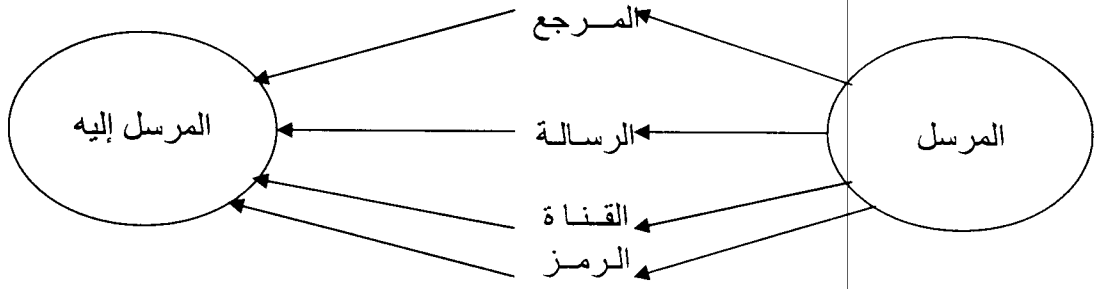 المرجع
المرسل
الرسالة
المرسل إليه
القناة
الرمز